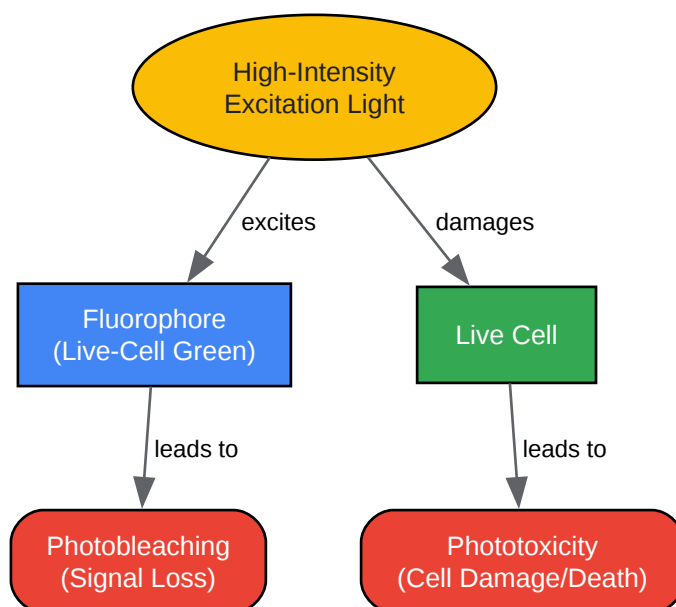 High-Intensity
Excitation Light
excites
damages
Fluorophore
(Live-Cell Green)
Live Cell
leads to
leads to
Photobleaching
(Signal Loss)
Phototoxicity
(Cell Damage/Death)